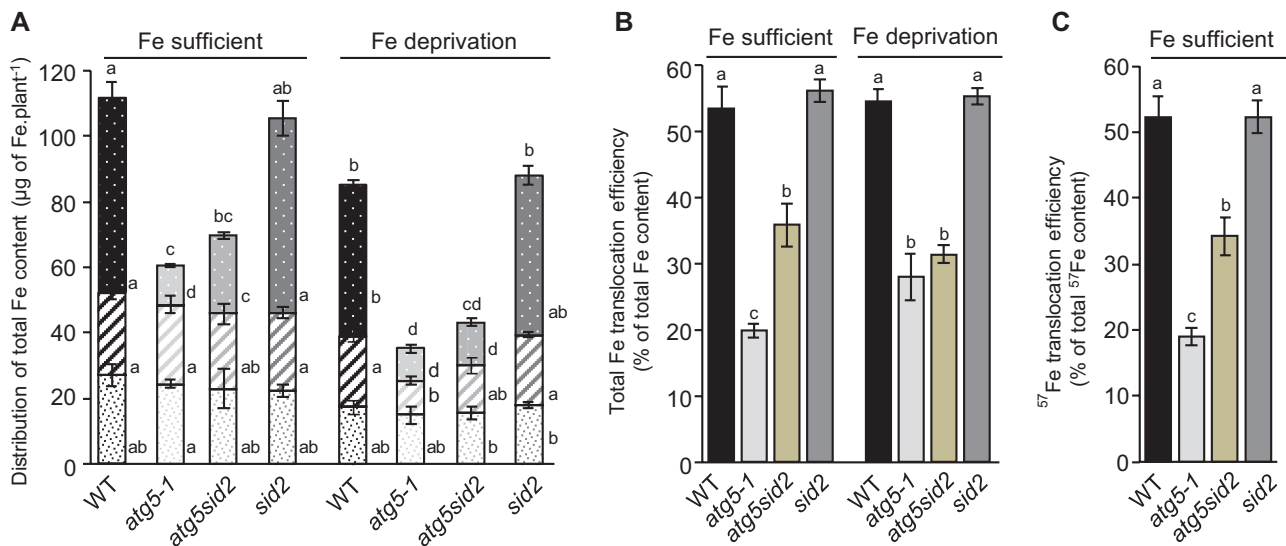 A
Fe sufficient
Fe deprivation
Distribution of total Fe content (µg of Fe.plant-1)
120
100
80
60
40
20
0
a
a
a
ab
c
d
a
a
bc
c
ab
ab
ab
a
a
b
b
b
a
ab
d
d
b
ab
cd
d
ab
b
b
ab
a
b
WT
atg5-1
atg5sid2
sid2
WT
atg5-1
atg5sid2
sid2
B
Fe sufficient
Fe deprivation
Total Fe translocation efficiency
(% of total Fe content)
60
50
40
30
20
10
0
a
c
b
a
a
b
b
a
WT
atg5-1
atg5sid2
sid2
WT
atg5-1
atg5sid2
sid2
C
Fe sufficient
57Fe translocation efficiency
(% of total 57Fe content)
60
50
40
30
20
10
0
a
c
b
a
WT
atg5-1
atg5sid2
sid2